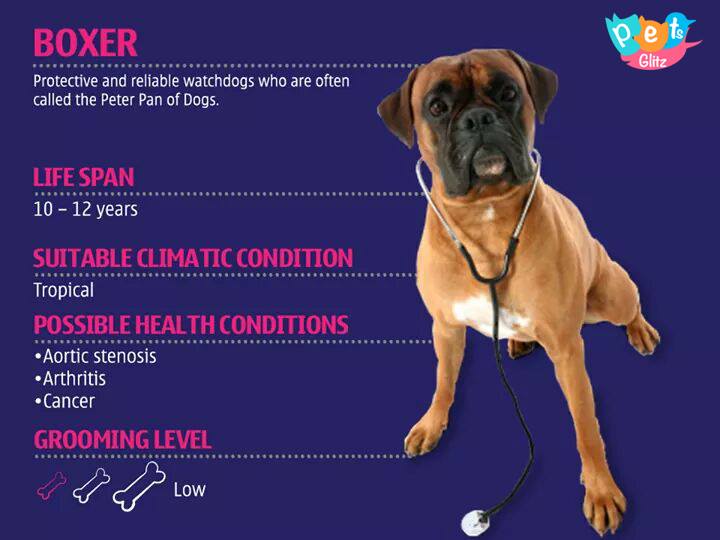 BOXER
pets
Glitz
Protective and reliable watchdogs who are often
called the Peter Pan of Dogs.
LIFE SPAN
10 – 12 years
SUITABLE CLIMATIC CONDITION
Tropical
POSSIBLE HEALTH CONDITIONS
•Aortic stenosis
•Arthritis
•Cancer
GROOMING LEVEL
Low